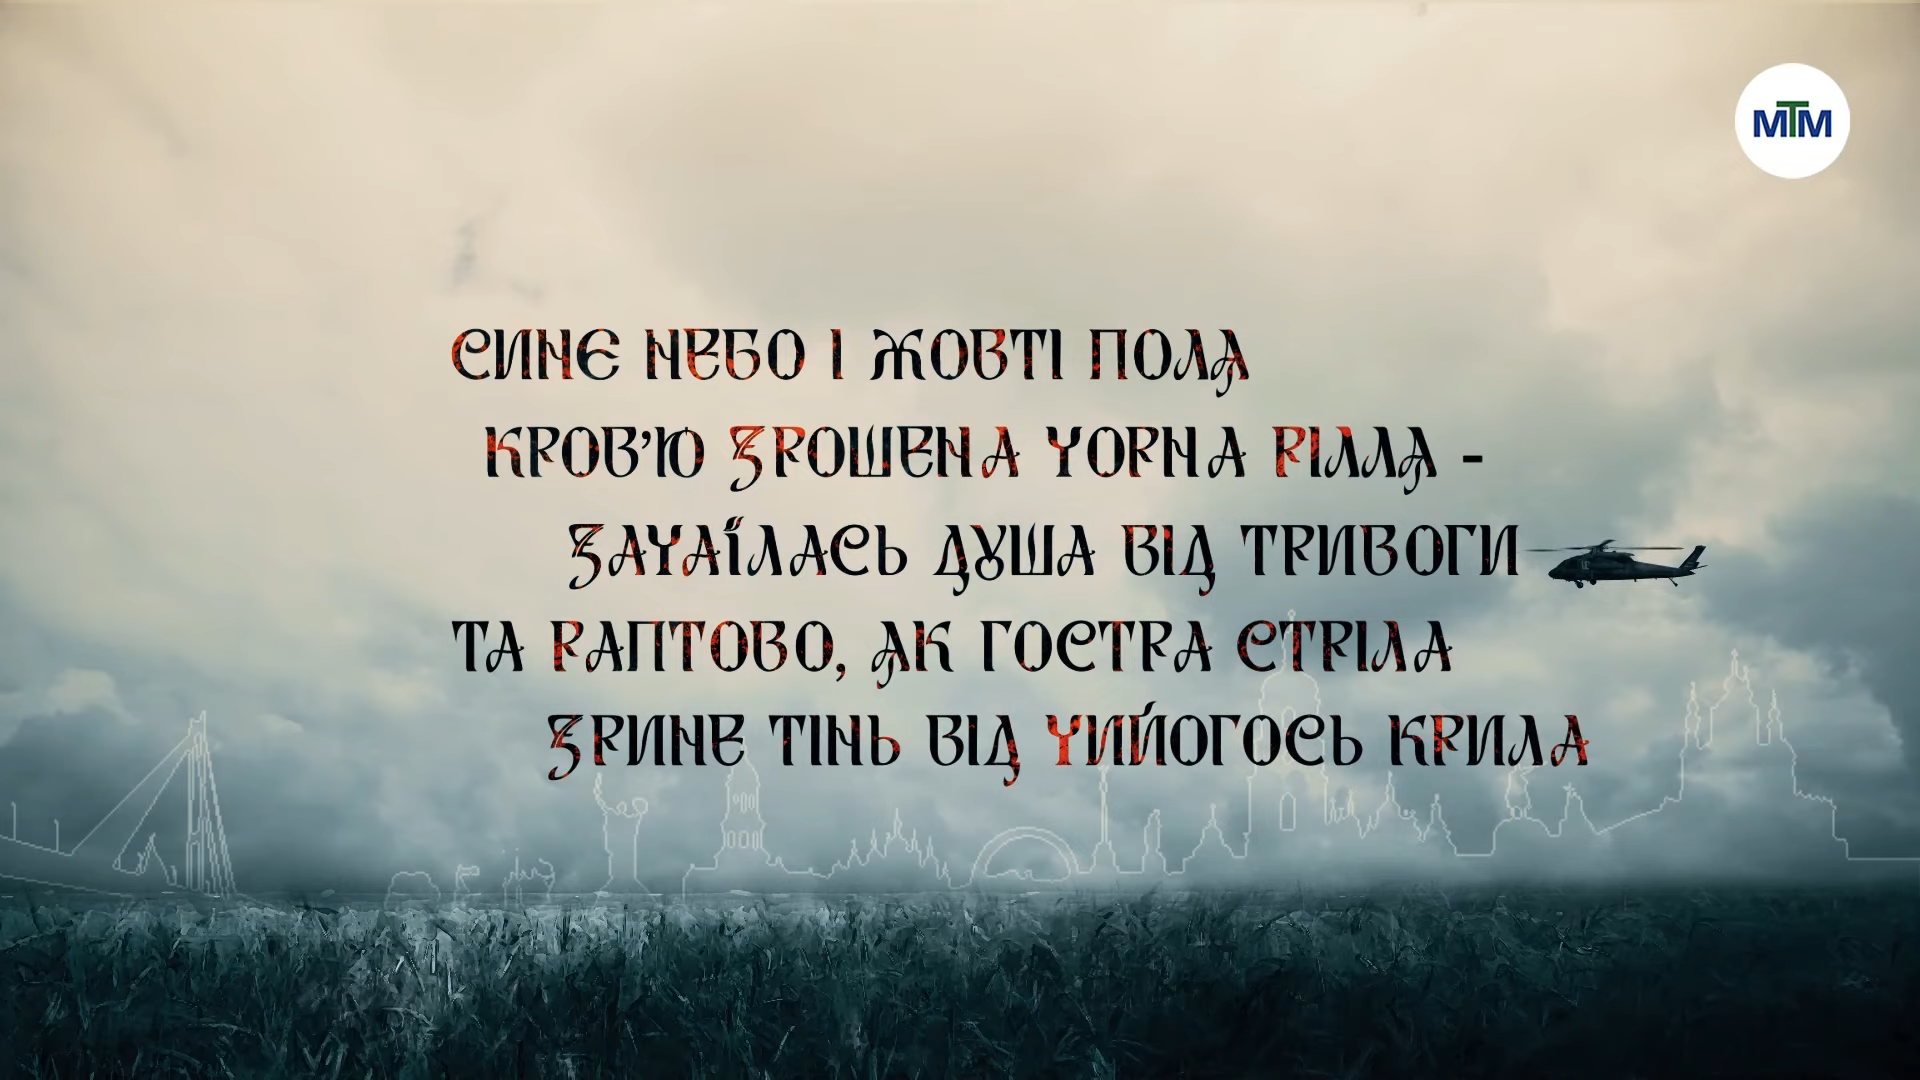 МТМ
СИНЄ НЕБО І ЖОВТІ ПОЛЯ
КРОВ'Ю ЗРОШЕНА ЧОРНА РІЛЛЯ -
ЗАЧАЇЛАСЬ ДУША ВІД ТРИВОГИ
ТА РАПТОВО, ЯК ГОСТРА СТРІЛА
ЗРИНЕ ТІНЬ ВІД ЧИЙОГОСЬ КРИЛА